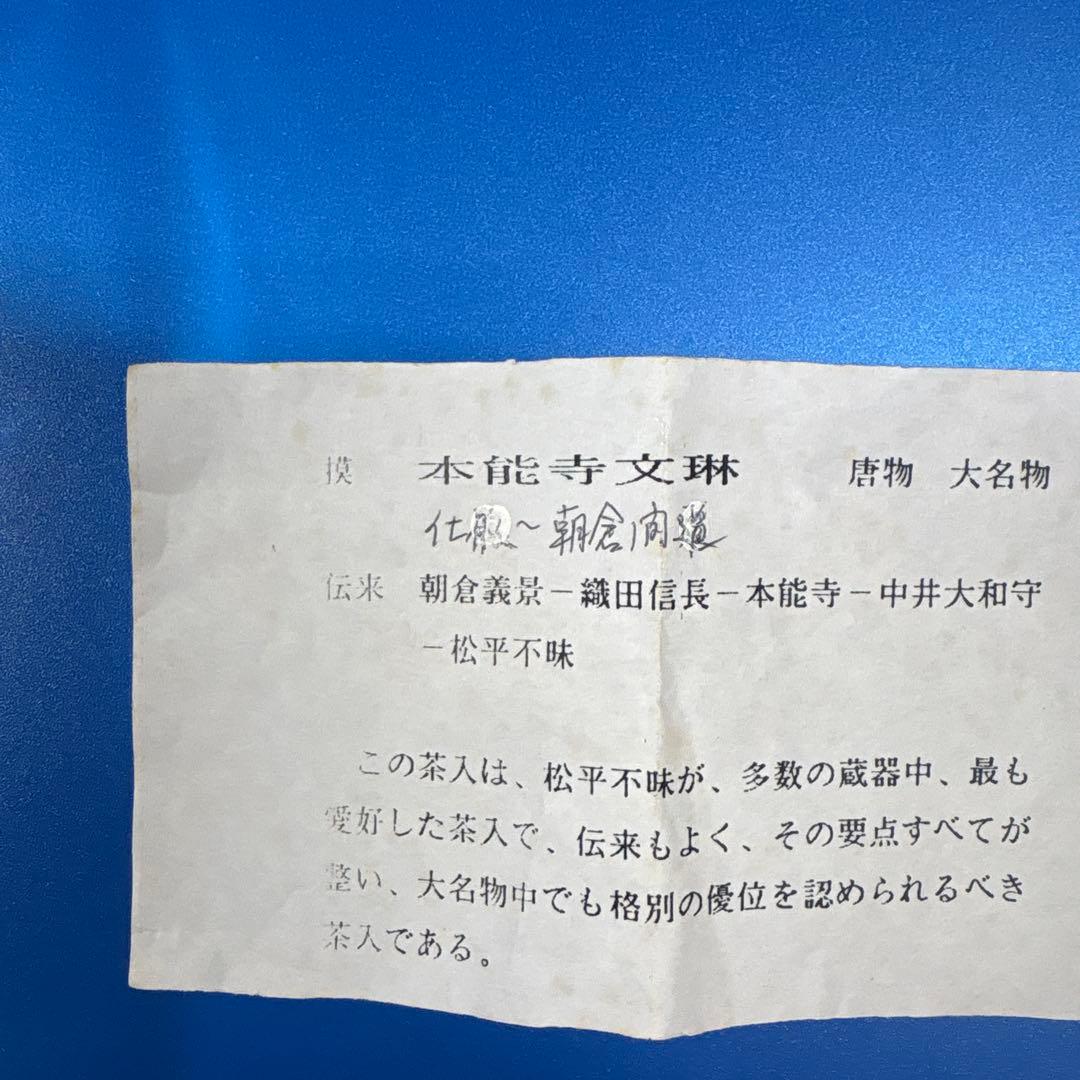 摸 本能寺文琳 唐物 大名物
仕服〜朝倉間道
伝来 朝倉義景－織田信長－本能寺－中井大和守
－松平不昧
この茶入は、松平不昧が、多数の蔵器中、最も
愛好した茶入で、伝来もよく、その要点すべてが
整い、大名物中でも格別の優位を認められるべき
茶入である。